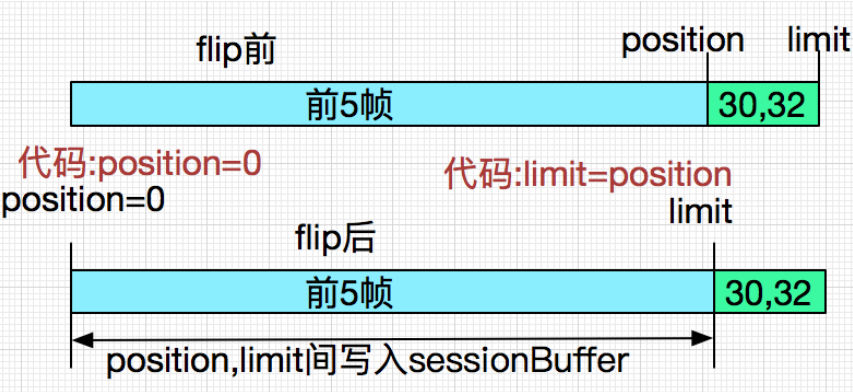 flip前
position
limit
前5帧
30,32
代码:position=0
代码:limit=position
position=0
limit
flip后
前5帧
30,32
position,limit间写入sessionBuffer